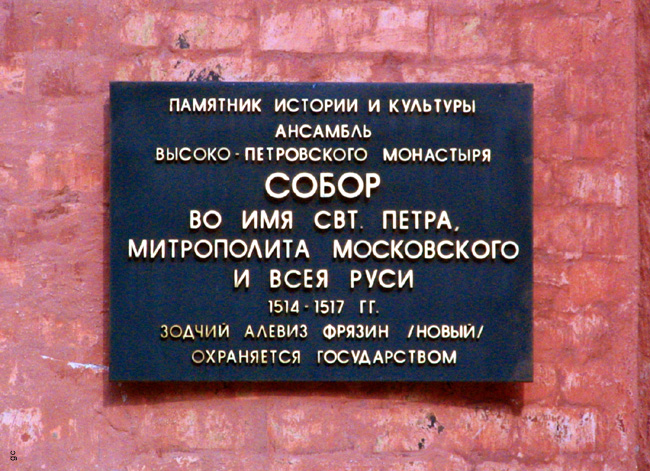 ПАМЯТНИК ИСТОРИИ И КУЛЬТУРЫ
АНСАМБЛЬ
ВЫСОКО-ПЕТРОВСКОГО МОНАСТЫРЯ
СОБОР
ВО ИМЯ СВТ. ПЕТРА,
МИТРОПОЛИТА МОСКОВСКОГО
И ВСЕЯ РУСИ
1514-1517 ГГ.
ЗОДЧИЙ АЛЕВИЗ ФРЯЗИН /НОВЫЙ/
ОХРАНЯЕТСЯ ГОСУДАРСТВОМ
gc